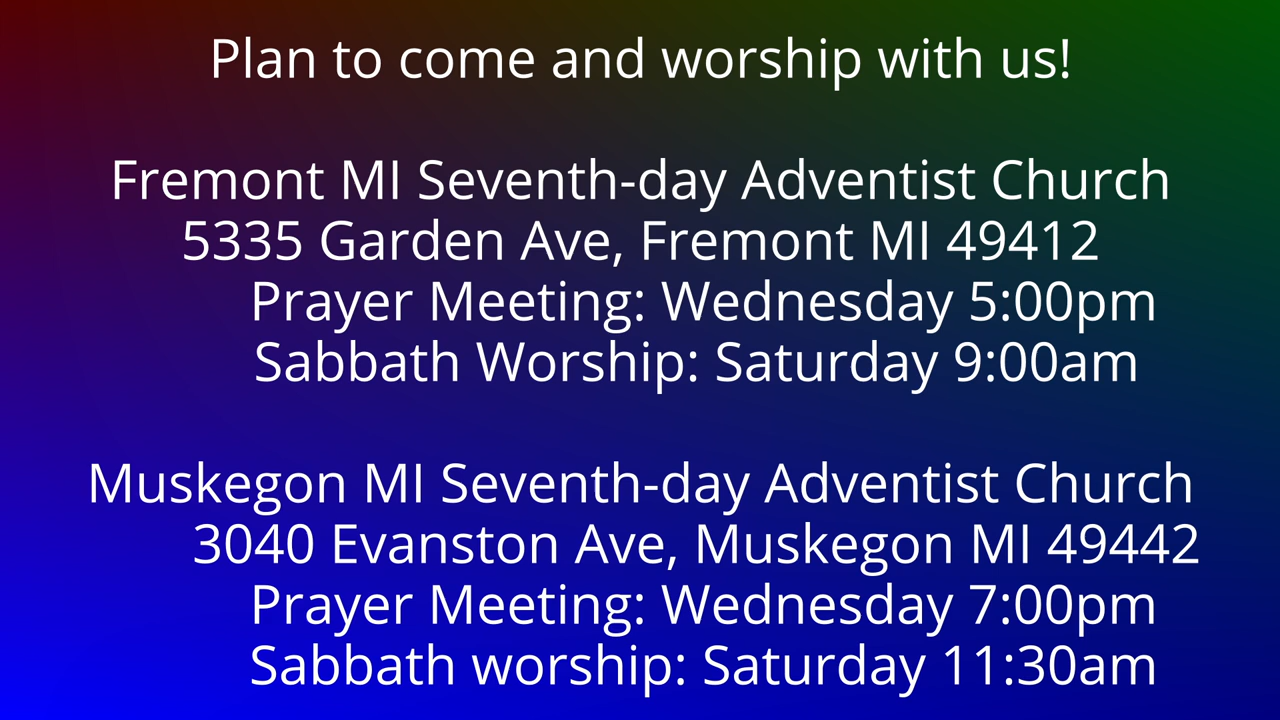 Plan to come and worship with us!
Fremont MI Seventh-day Adventist Church
5335 Garden Ave, Fremont MI 49412
Prayer Meeting: Wednesday 5:00pm
Sabbath Worship: Saturday 9:00am
Muskegon MI Seventh-day Adventist Church
3040 Evanston Ave, Muskegon MI 49442
Prayer Meeting: Wednesday 7:00pm
Sabbath worship: Saturday 11:30am